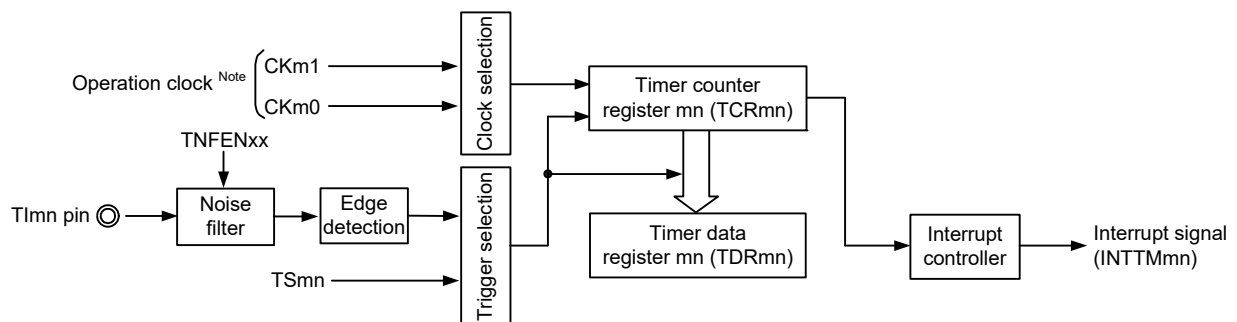 Operation clock Note
CKm1
CKm0
Clock selection
Timer counter
register mn (TCRmn)
TNFENxx
TImn pin
Noise
filter
Edge
detection
TSmn
Trigger selection
Timer data
register mn (TDRmn)
Interrupt
controller
Interrupt signal
(INTTMmn)